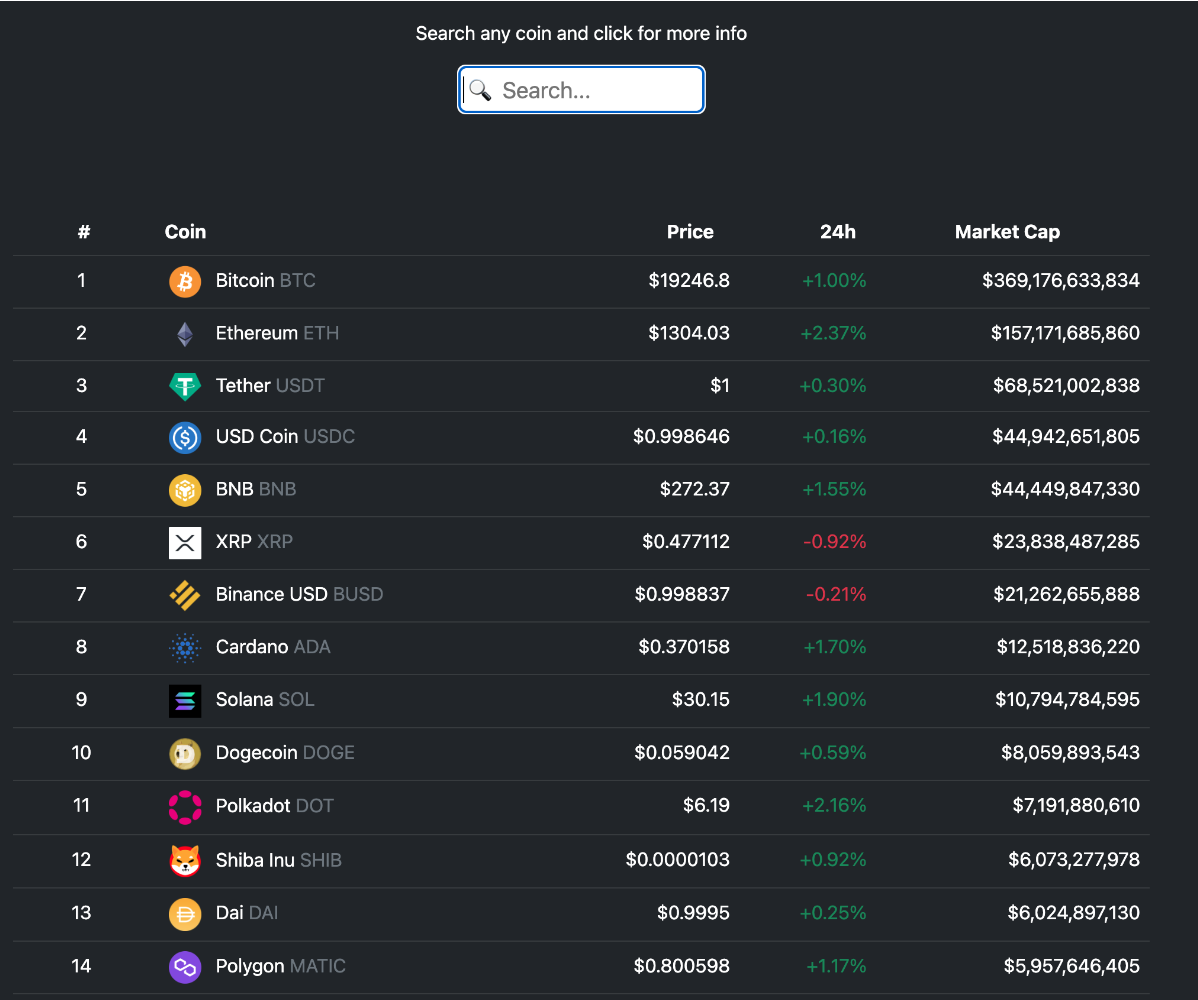 Search any coin and click for more info
Search...
# Coin Price 24h Market Cap
1 Bitcoin BTC $19246.8 +1.00% $369,176,633,834
2 Ethereum ETH $1304.03 +2.37% $157,171,685,860
3 Tether USDT $1 +0.30% $68,521,002,838
4 USD Coin USDC $0.998646 +0.16% $44,942,651,805
5 BNB BNB $272.37 +1.55% $44,449,847,330
6 XRP XRP $0.477112 -0.92% $23,838,487,285
7 Binance USD BUSD $0.998837 -0.21% $21,262,655,888
8 Cardano ADA $0.370158 +1.70% $12,518,836,220
9 Solana SOL $30.15 +1.90% $10,794,784,595
10 Dogecoin DOGE $0.059042 +0.59% $8,059,893,543
11 Polkadot DOT $6.19 +2.16% $7,191,880,610
12 Shiba Inu SHIB $0.0000103 +0.92% $6,073,277,978
13 Dai DAI $0.9995 +0.25% $6,024,897,130
14 Polygon MATIC $0.800598 +1.17% $5,957,646,405